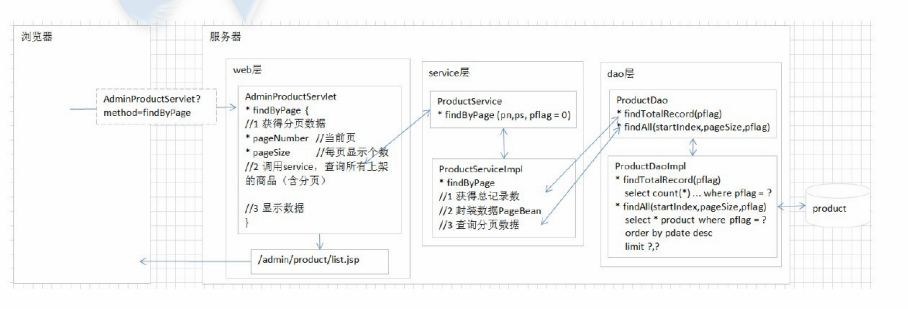 浏览器
服务器
AdminProductServlet?
method=findByPage
web层
AdminProductServlet
* findByPage {
//1 获得分页数据
* pageNumber //当前页
* pageSize //每页显示个数
//2 调用service，查询所有上架
的商品（含分页）
//3 显示数据
}
/admin/product/list.jsp
service层
ProductService
* findByPage (pn,ps, pflag = 0)
ProductServiceImpl
* findByPage
//1 获得总记录数
//2 封装数据PageBean
//3 查询分页数据
dao层
ProductDao
* findTotalRecord(pflag)
* findAll(startIndex,pageSize,pflag)
ProductDaoImpl
* findTotalRecord(pflag)
select count(*) ... where pflag = ?
* findAll(startIndex,pageSize,pflag)
select * product where pflag = ?
order by pdate desc
limit ?,?
product